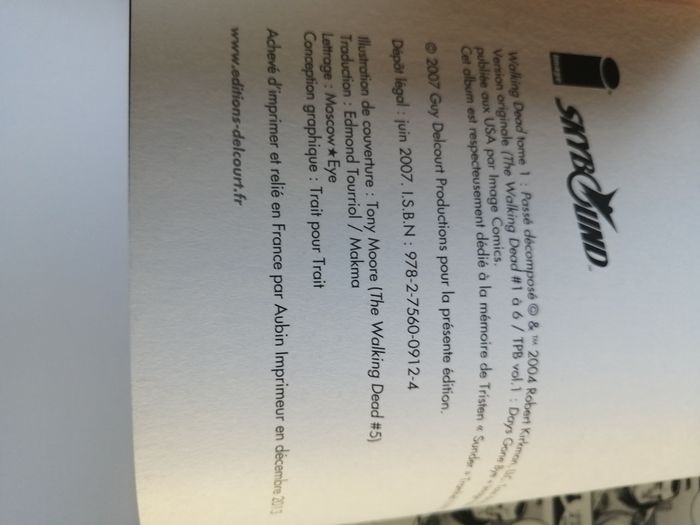 SKYBOUND
Walking Dead tome 1 : Passé décomposé © & ™ 2004 Robert Kirkman, LLC
Version originale (The Walking Dead #1 à 6 / TPB vol.1 : Days Gone Bye
publiée aux USA par Image Comics.
Cet album est respectueusement dédié à la mémoire de Tristen « Sunder »
© 2007 Guy Delcourt Productions pour la présente édition.
Dépôt légal : juin 2007. I.S.B.N : 978-2-7560-0912-4
Illustration de couverture : Tony Moore (The Walking Dead #5)
Traduction : Edmond Tourriol / Makma
Lettrage : Moscow★Eye
Conception graphique : Trait pour Trait
Achevé d'imprimer et relié en France par Aubin Imprimeur en décembre 2013
www.editions-delcourt.fr